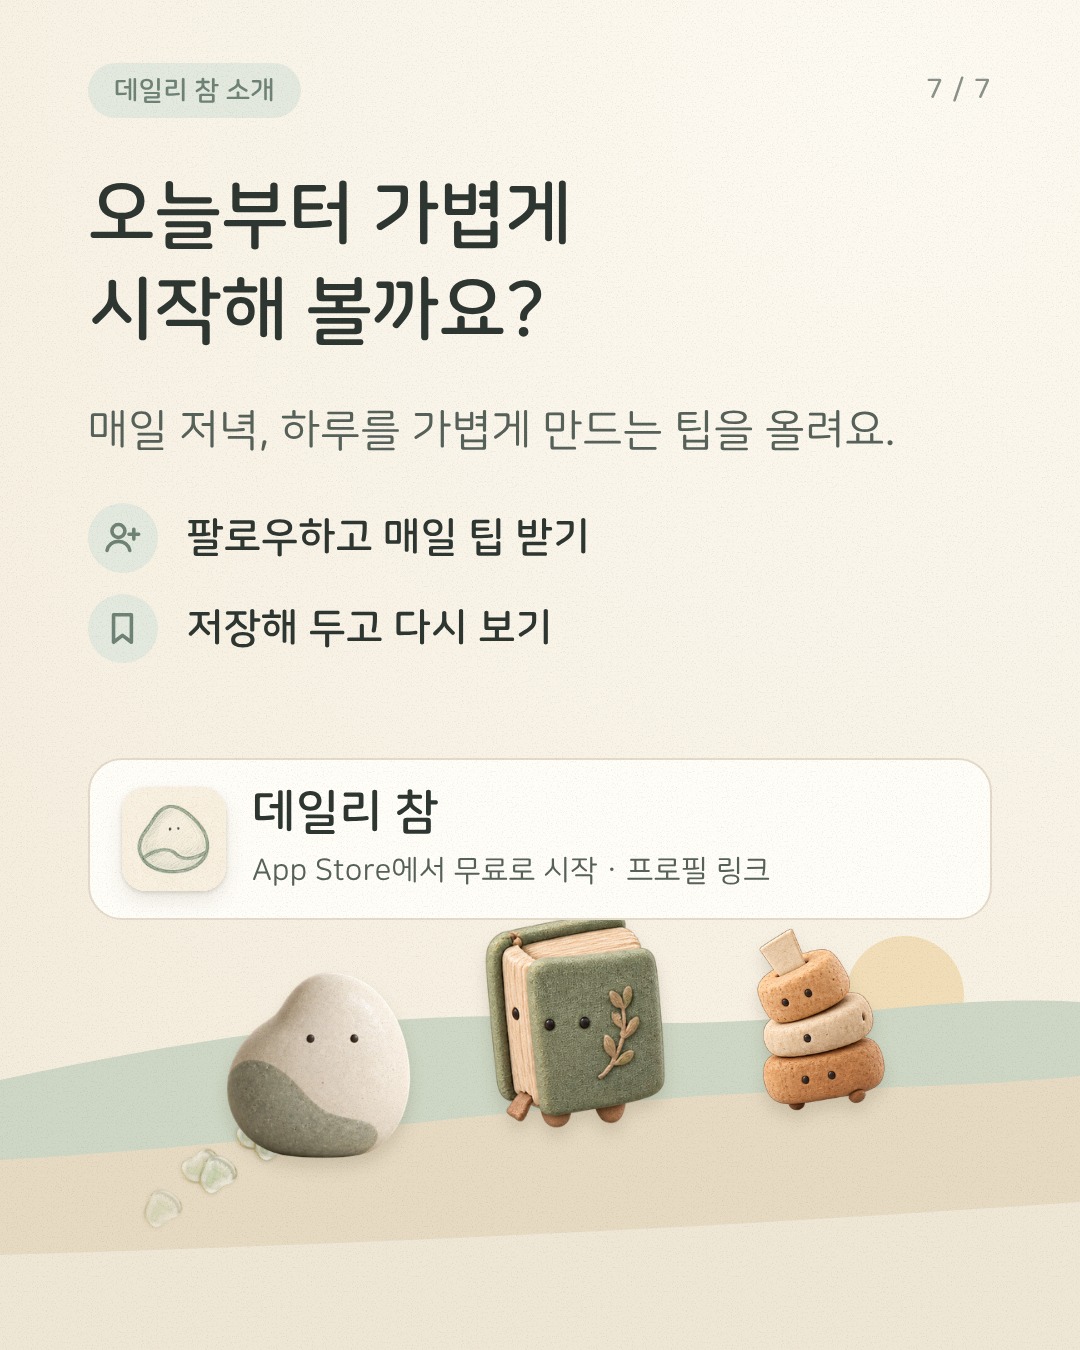 데일리 참 소개
7 / 7
오늘부터 가볍게
시작해 볼까요?
매일 저녁, 하루를 가볍게 만드는 팁을 올려요.
팔로우하고 매일 팁 받기
저장해 두고 다시 보기
데일리 참
App Store에서 무료로 시작 · 프로필 링크